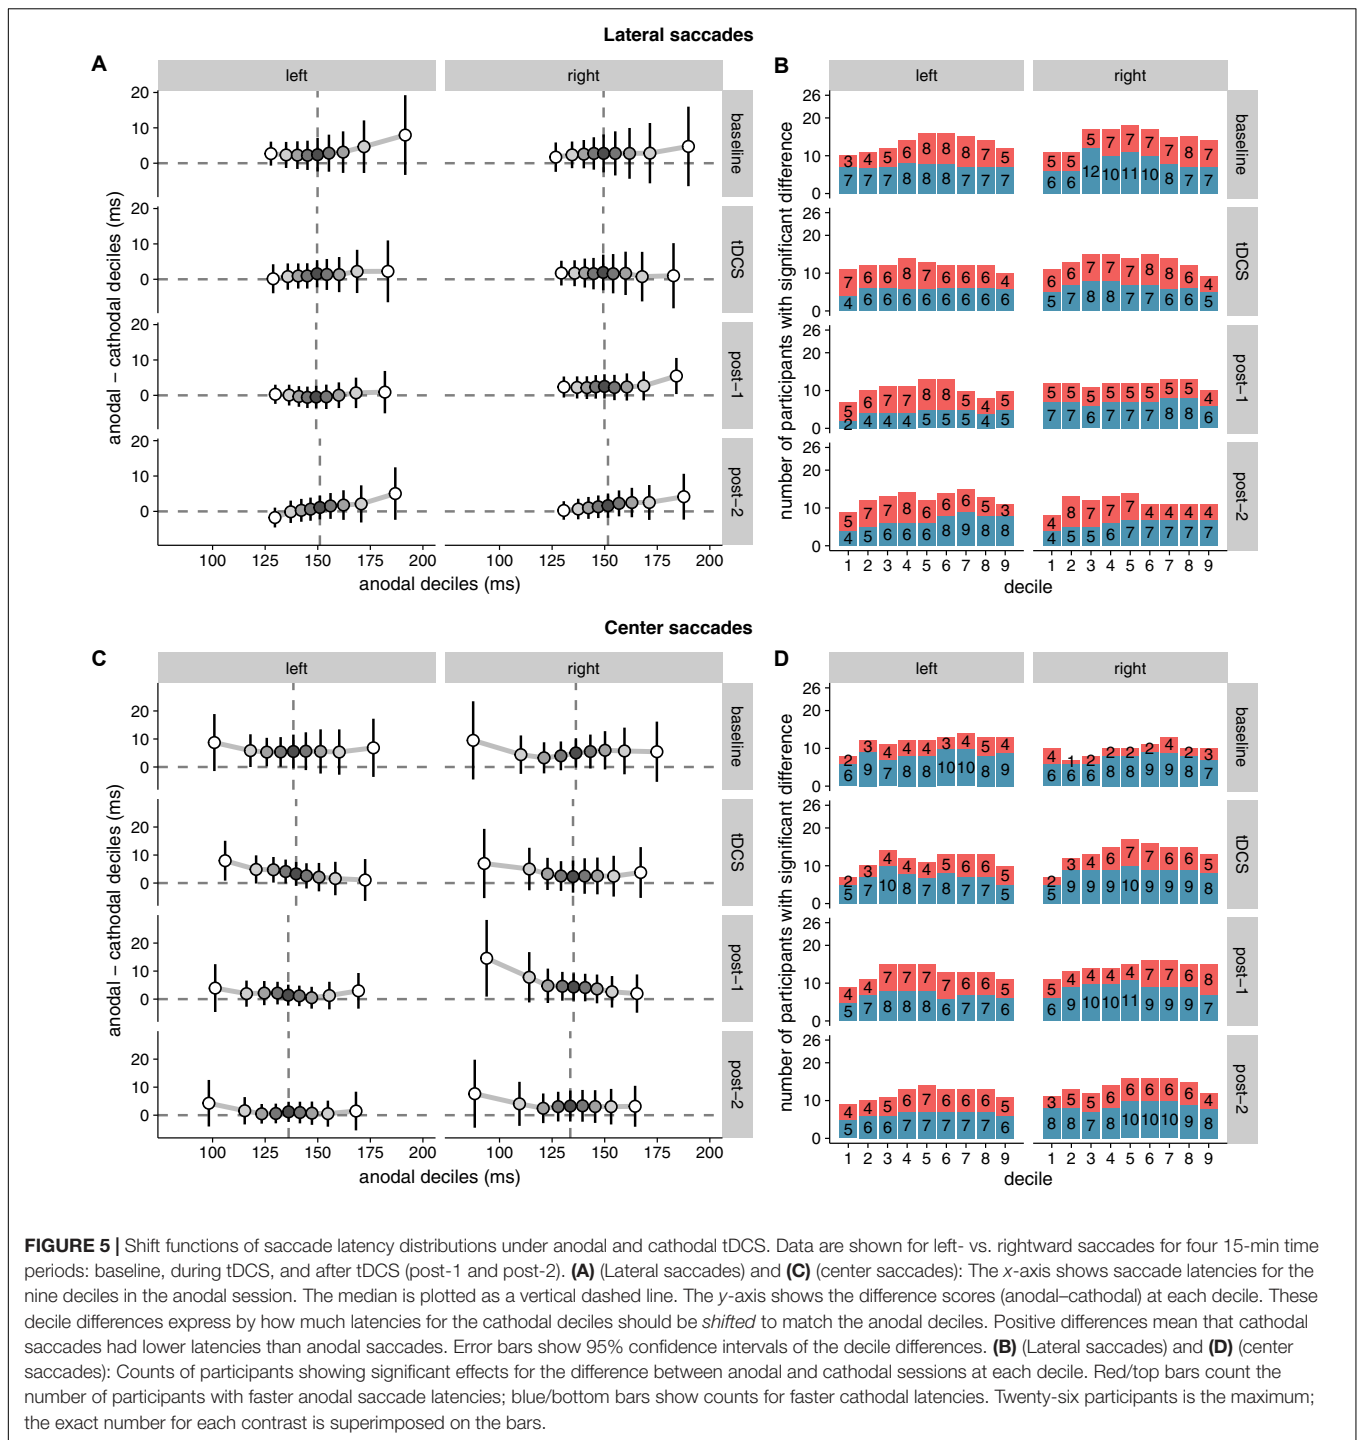 Lateral saccades
A
left
right
20
10
0
baseline
20
10
0
tDCS
20
10
0
post-1
20
10
0
post-2
anodal − cathodal deciles (ms)
100 125 150 175 200 100 125 150 175 200
anodal deciles (ms)
B
left
right
number of participants with significant difference
26
20
10
0
3 4 5 6 8 8 8 7 5
7 7 7 8 8 8 7 7 7
5 5 5 7 7 7 7 8 7
6 6 12 10 11 10 8 7 7
baseline
26
20
10
0
7 6 6 8 7 6 6 6 4
4 6 6 6 6 6 6 6 6
6 6 7 7 7 8 8 6 4
5 7 8 8 7 7 6 6 5
tDCS
26
20
10
0
5 6 7 7 8 8 5 4 5
2 4 4 4 5 5 5 4 5
5 5 5 5 5 5 5 5 4
7 7 6 7 7 7 8 8 6
post-1
26
20
10
0
5 7 7 8 6 6 7 5 3
4 5 6 6 6 8 9 8 8
4 8 7 7 7 4 4 4 4
4 5 5 6 7 7 7 7 7
post-2
1 2 3 4 5 6 7 8 9 1 2 3 4 5 6 7 8 9
decile
Center saccades
C
left
right
20
10
0
baseline
20
10
0
tDCS
20
10
0
post-1
20
10
0
post-2
anodal − cathodal deciles (ms)
100 125 150 175 200 100 125 150 175 200
anodal deciles (ms)
D
left
right
number of participants with significant difference
26
20
10
0
2 3 4 4 4 3 4 5 4
6 9 7 8 8 10 10 8 9
4 1 2 2 2 2 4 2 3
6 6 6 8 8 9 9 8 7
baseline
26
20
10
0
2 3 4 4 4 5 6 6 5
5 7 10 8 7 8 7 7 5
2 3 4 6 7 7 6 6 5
5 9 9 9 10 9 9 9 8
tDCS
26
20
10
0
4 4 7 7 7 7 6 6 5
5 7 8 8 8 6 7 7 6
5 4 4 4 4 7 7 6 8
6 9 10 10 11 9 9 9 7
post-1
26
20
10
0
4 4 5 6 7 6 6 6 5
5 6 6 7 7 7 7 7 6
3 5 5 6 6 6 6 6 4
8 8 7 8 10 10 10 9 8
post-2
1 2 3 4 5 6 7 8 9 1 2 3 4 5 6 7 8 9
decile
FIGURE 5 | Shift functions of saccade latency distributions under anodal and cathodal tDCS. Data are shown for left- vs. rightward saccades for four 15-min time
periods: baseline, during tDCS, and after tDCS (post-1 and post-2). (A) (Lateral saccades) and (C) (center saccades): The x-axis shows saccade latencies for the
nine deciles in the anodal session. The median is plotted as a vertical dashed line. The y-axis shows the difference scores (anodal–cathodal) at each decile. These
decile differences express by how much latencies for the cathodal deciles should be shifted to match the anodal deciles. Positive differences mean that cathodal
saccades had lower latencies than anodal saccades. Error bars show 95% confidence intervals of the decile differences. (B) (Lateral saccades) and (D) (center
saccades): Counts of participants showing significant effects for the difference between anodal and cathodal sessions at each decile. Red/top bars count the
number of participants with faster anodal saccade latencies; blue/bottom bars show counts for faster cathodal latencies. Twenty-six participants is the maximum;
the exact number for each contrast is superimposed on the bars.